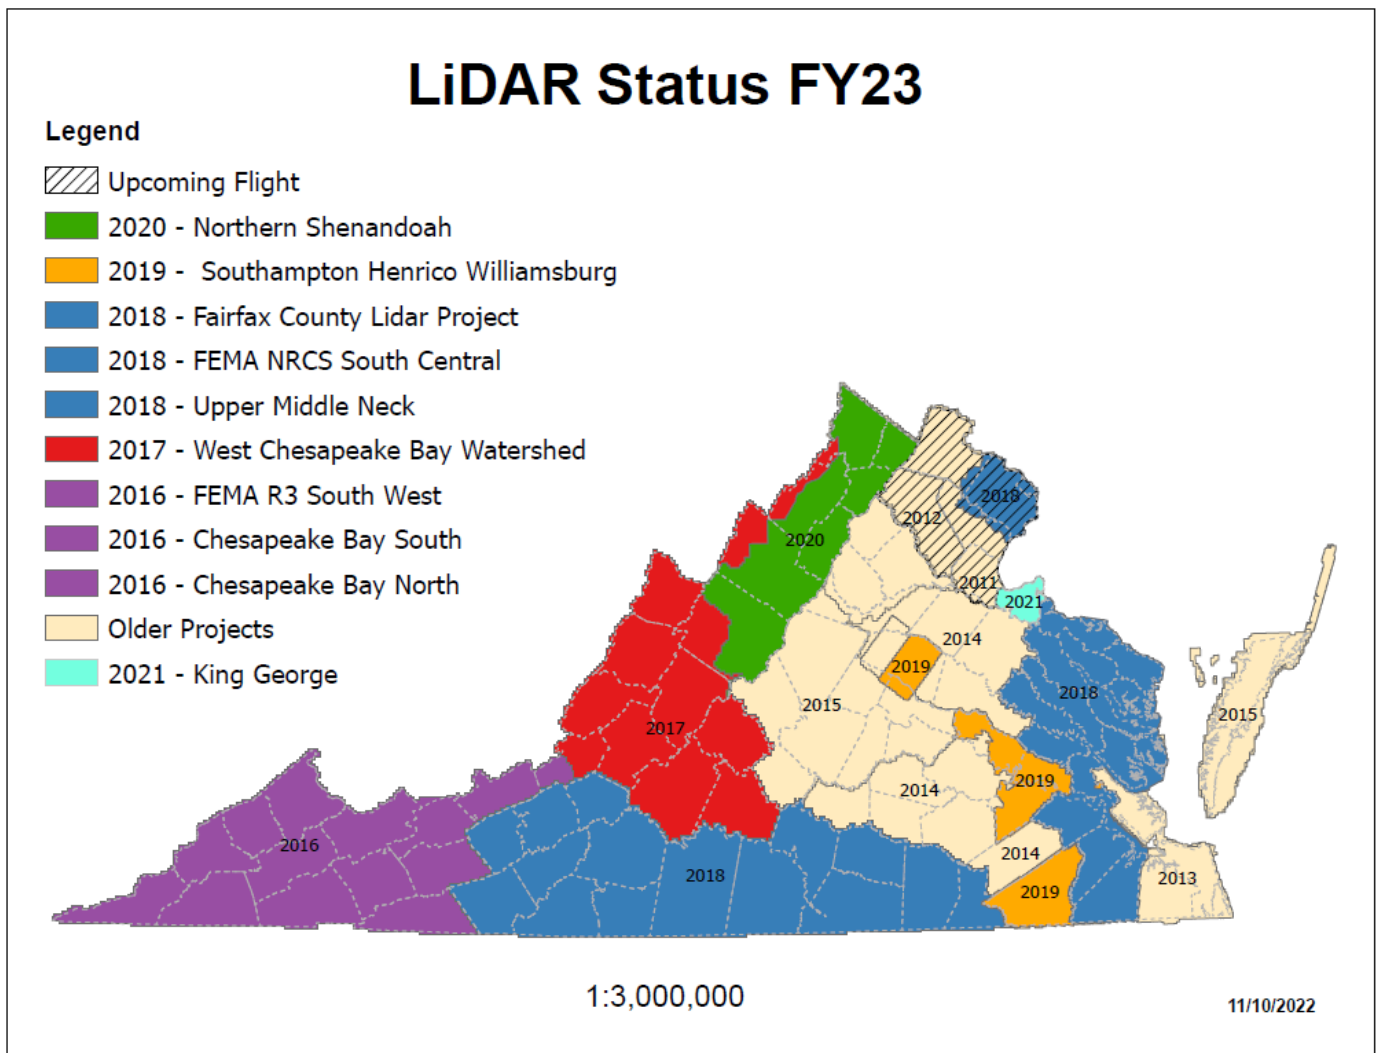 LiDAR Status FY23
Legend
Upcoming Flight
2020 - Northern Shenandoah
2019 - Southampton Henrico Williamsburg
2018 - Fairfax County Lidar Project
2018 - FEMA NRCS South Central
2018 - Upper Middle Neck
2017 - West Chesapeake Bay Watershed
2016 - FEMA R3 South West
2016 - Chesapeake Bay South
2016 - Chesapeake Bay North
Older Projects
2021 - King George
2018
2012
2020
2011
2021
2014
2019
2018
2015
2015
2017
2019
2014
2016
2014
2018
2013
2019
1:3,000,000
11/10/2022